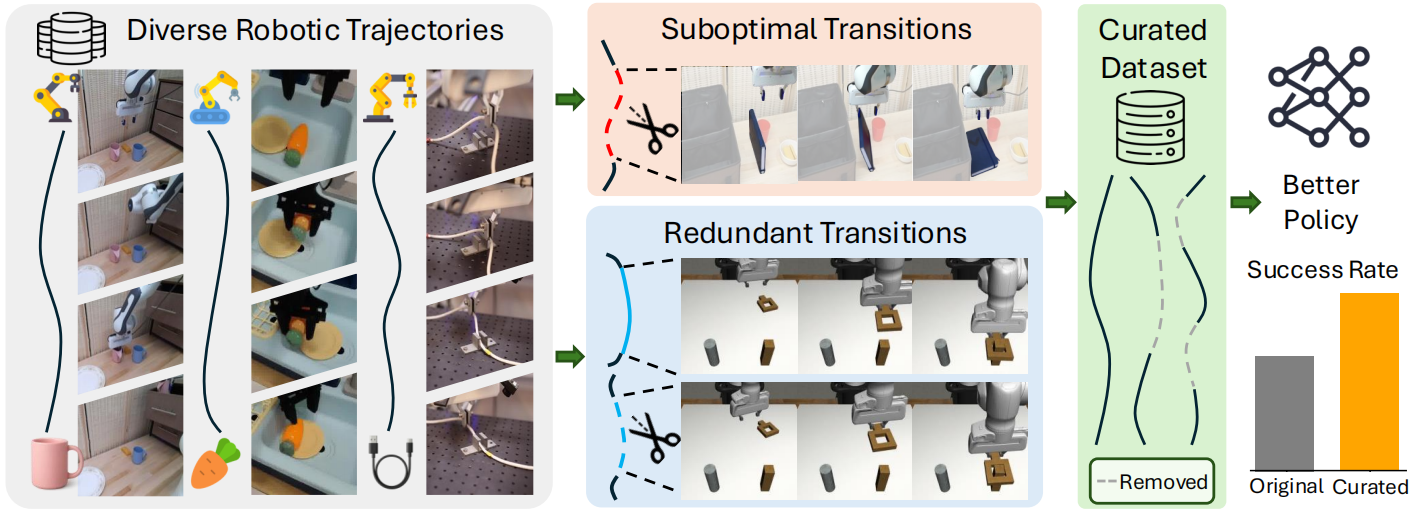 Diverse Robotic Trajectories
Suboptimal Transitions
Redundant Transitions
Curated
Dataset
Removed
Better
Policy
Success Rate
Original Curated